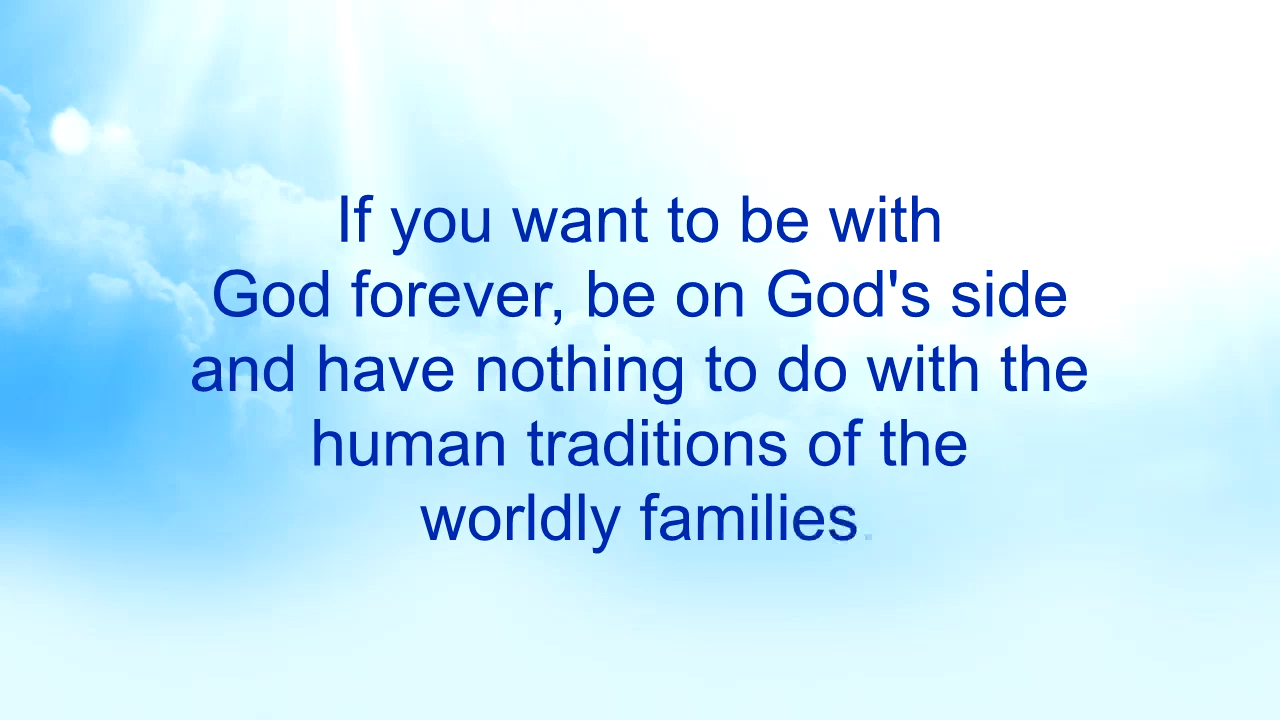 If you want to be with
God forever, be on God's side
and have nothing to do with the
human traditions of the
worldly families.